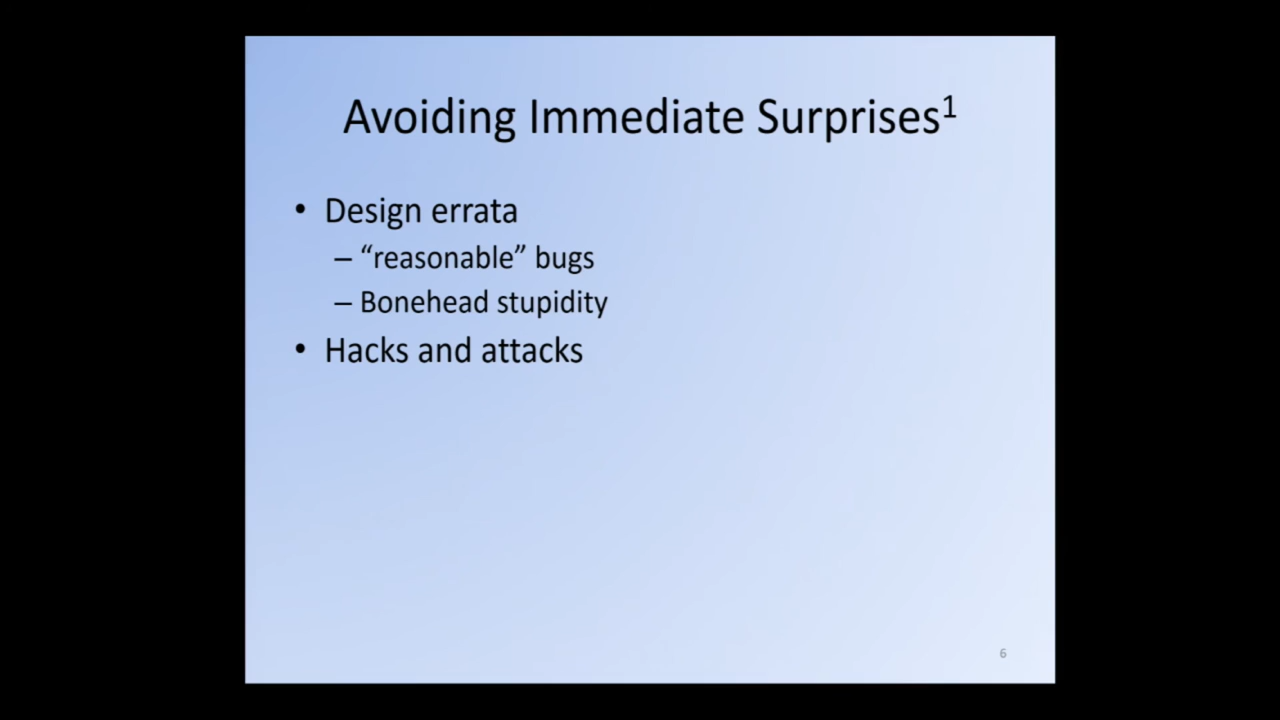 Avoiding Immediate Surprises¹
• Design errata
– “reasonable” bugs
– Bonehead stupidity
• Hacks and attacks
6